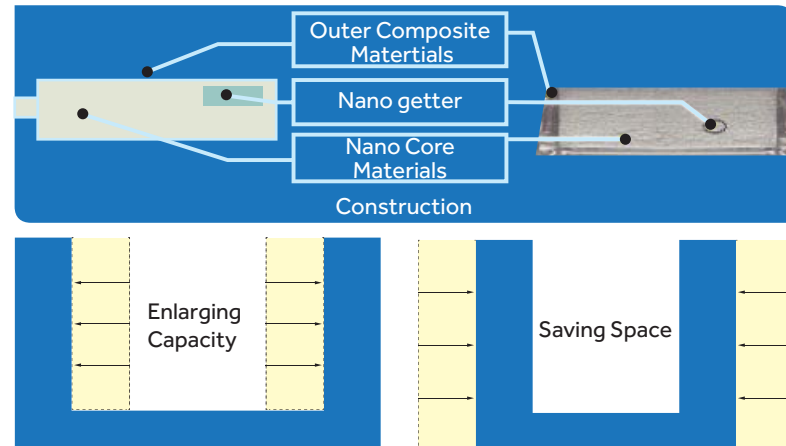 Outer Composite
Matertials
Nano getter
Nano Core
Materials
Construction
Enlarging
Capacity
Saving Space